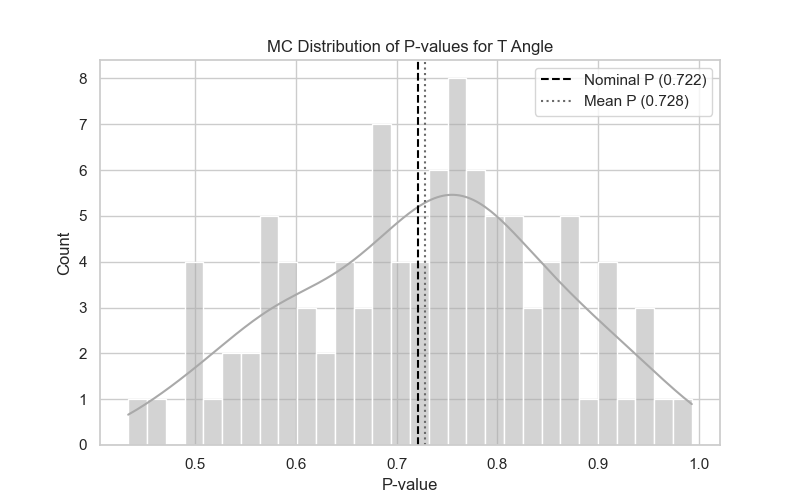 MC Distribution of P-values for T Angle
Nominal P (0.722)
Mean P (0.728)
Count
8
7
6
5
4
3
2
1
0
0.5 0.6 0.7 0.8 0.9 1.0
P-value